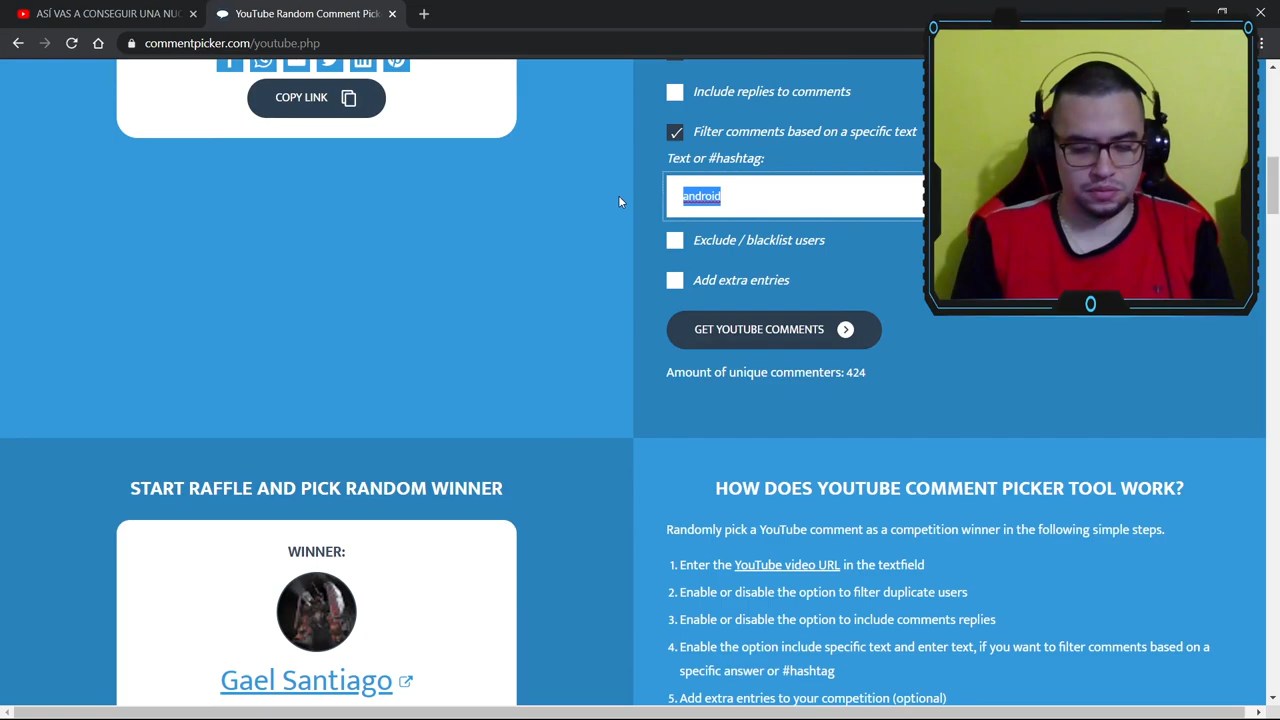 ASÍ VAS A CONSEGUIR UNA NUE
YouTube Random Comment Pick
commentpicker.com/youtube.php
COPY LINK
Include replies to comments
Filter comments based on a specific text
Text or #hashtag:
android
Exclude / blacklist users
Add extra entries
GET YOUTUBE COMMENTS
Amount of unique commenters: 424
START RAFFLE AND PICK RANDOM WINNER
WINNER:
Gael Santiago
HOW DOES YOUTUBE COMMENT PICKER TOOL WORK?
Randomly pick a YouTube comment as a competition winner in the following simple steps.
1. Enter the YouTube video URL in the textfield
2. Enable or disable the option to filter duplicate users
3. Enable or disable the option to include comments replies
4. Enable the option include specific text and enter text, if you want to filter comments based on a
specific answer or #hashtag
5. Add extra entries to your competition (optional)